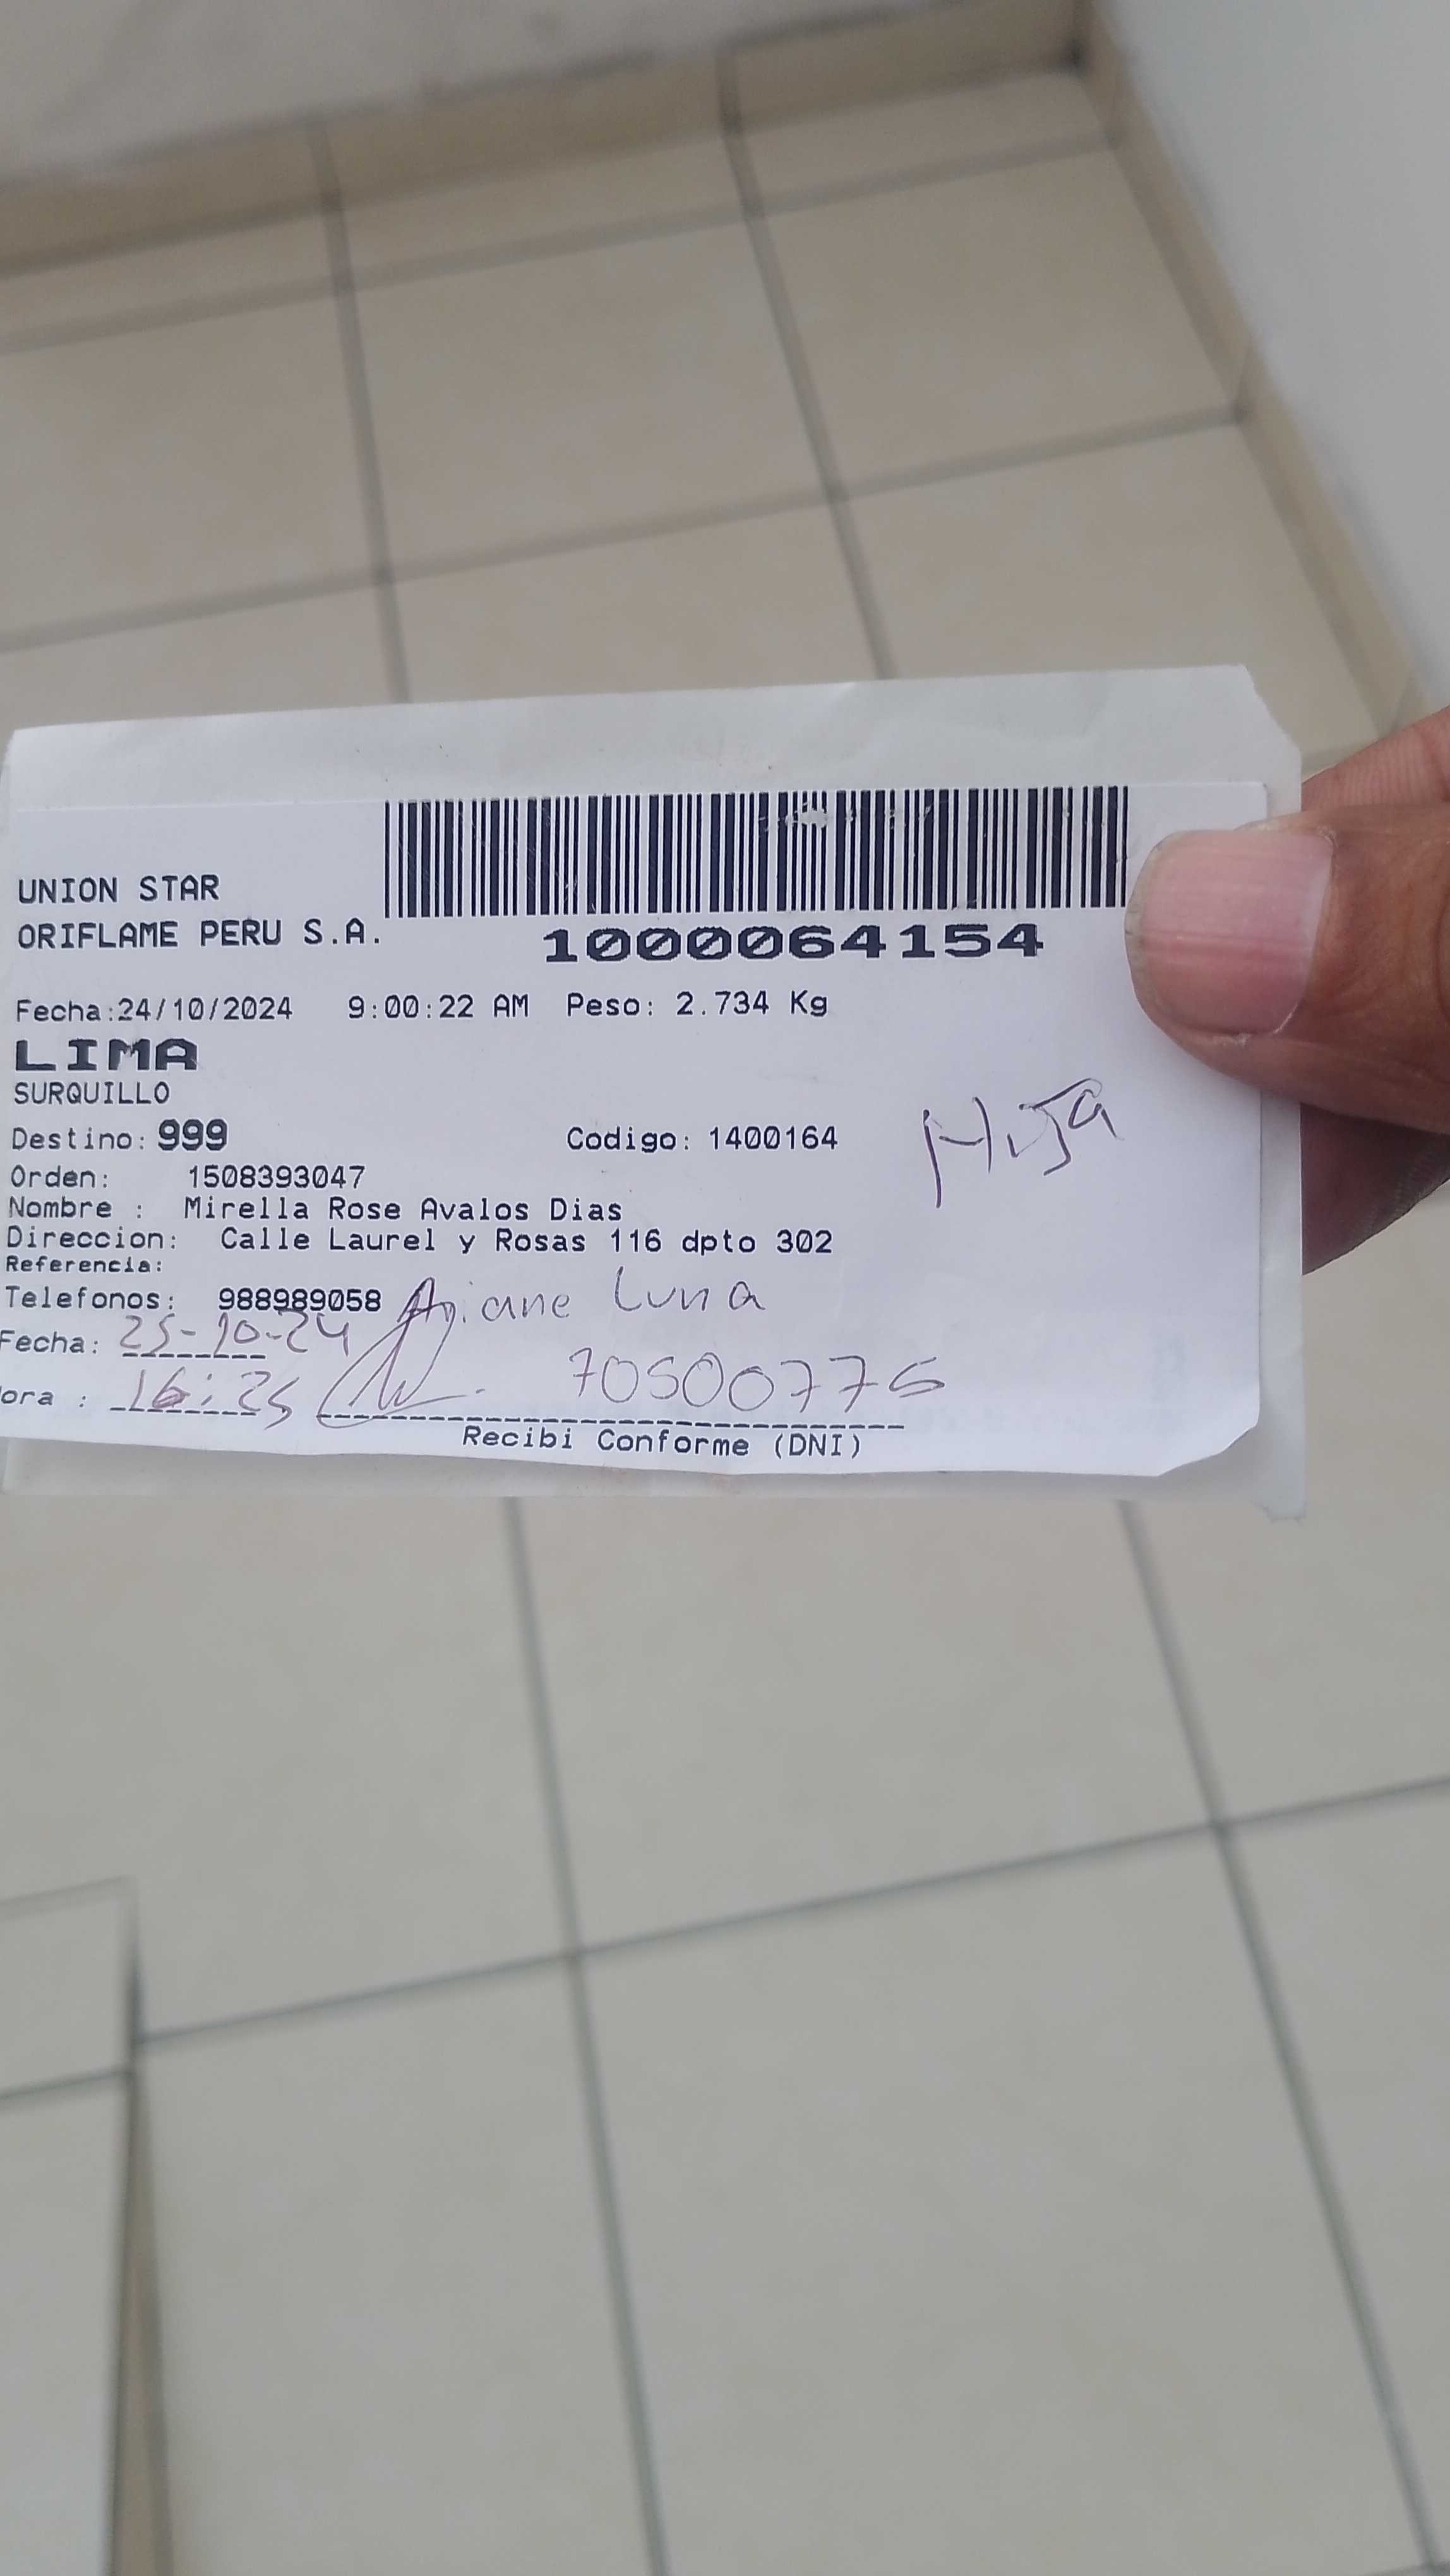 UNION STAR
ORIFLAME PERU S.A.
1000064154
Fecha:24/10/2024 9:00:22 AM Peso: 2.734 Kg
LIMA
SURQUILLO
Destino: 999 Codigo: 1400164
Hija
Orden: 1508393047
Nombre : Mirella Rose Avalos Dias
Direccion: Calle Laurel y Rosas 116 dpto 302
Referencia:
Telefonos: 988989058 Ariane Luna
Fecha: 25-10-24
ora : 16:25 70500776
Recibi Conforme (DNI)